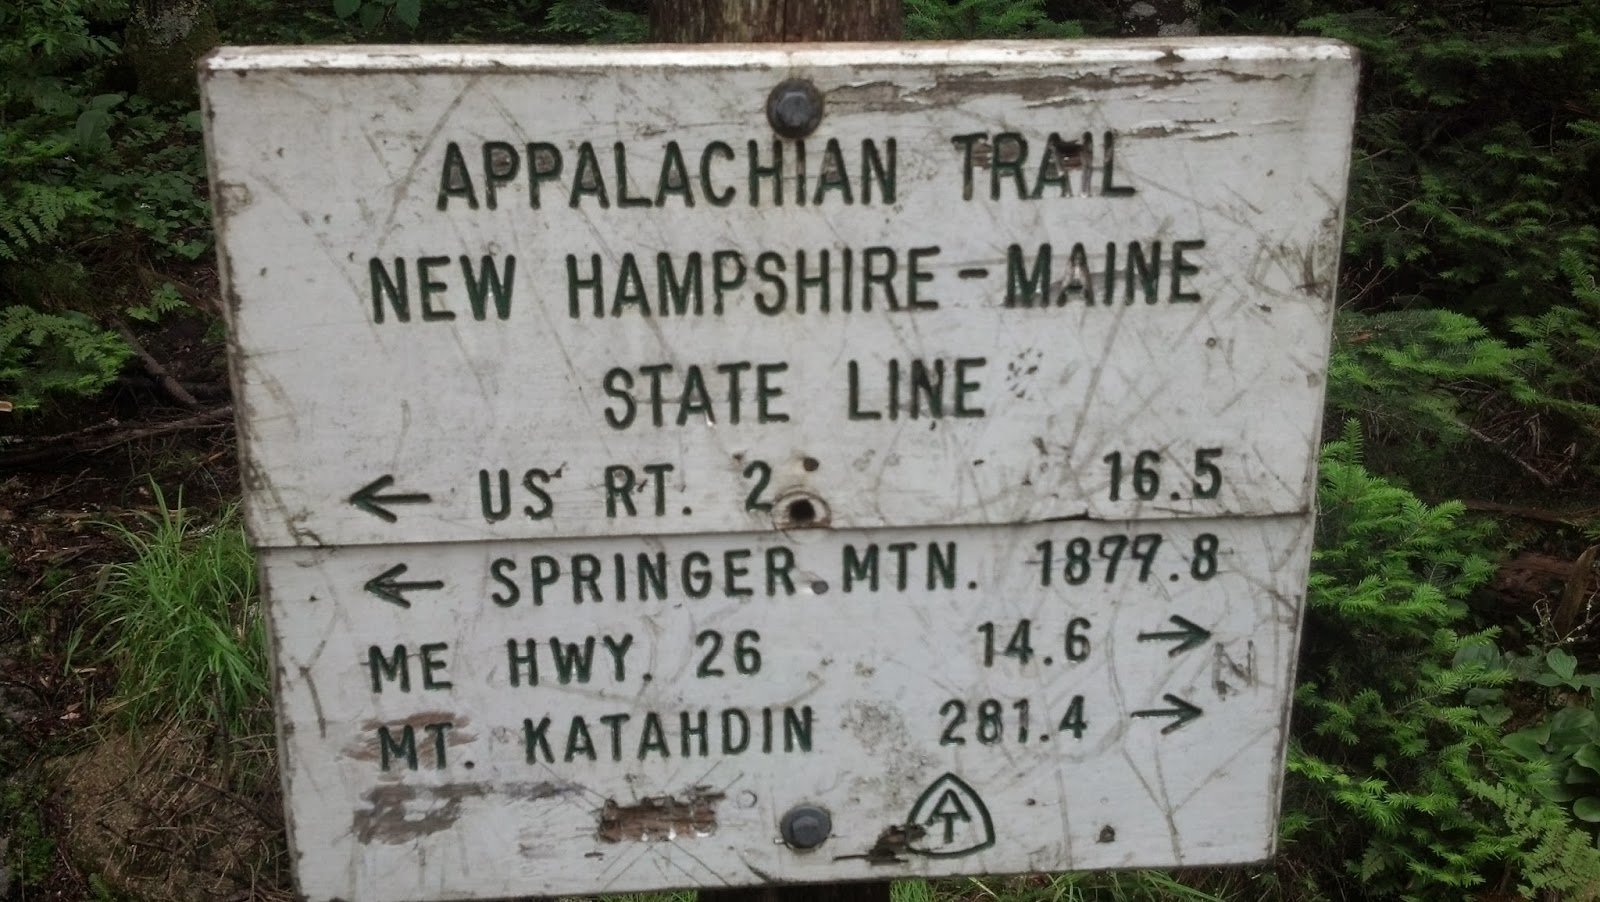 APPALACHIAN TRAIL
NEW HAMPSHIRE-MAINE
STATE LINE
← US RT. 2 16.5
← SPRINGER MTN. 1877.8
ME HWY. 26 14.6 →
N
MT. KATAHDIN 281.4 →
AT